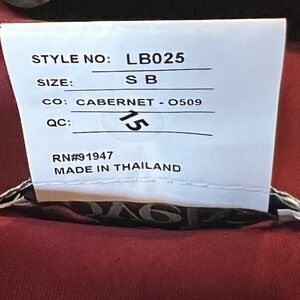 STYLE NO: LB025
SIZE: S B
CO: CABERNET - O509
QC: 15
RN#91947
MADE IN THAILAND